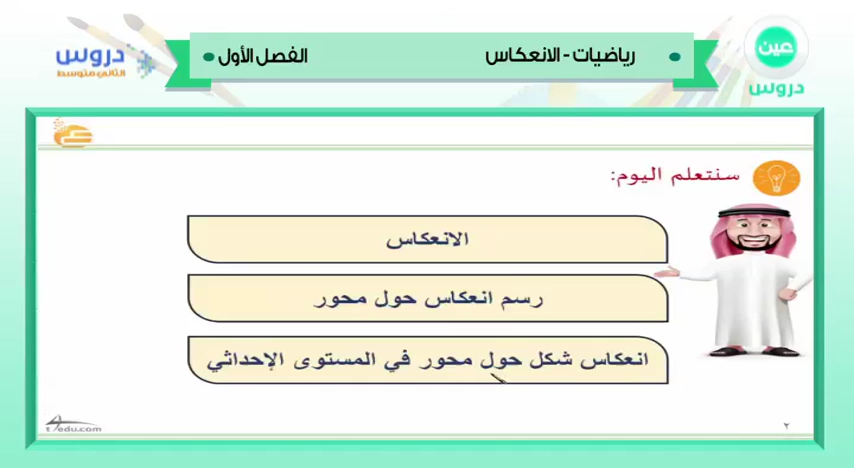 رياضيات - الانعكاس
الفصل الأول
عين
دروس
دروس
الثاني متوسط
سنتعلم اليوم:
الانعكاس
رسم انعكاس حول محور
انعكاس شكل حول محور في المستوى الإحداثي
t4edu.com
٢